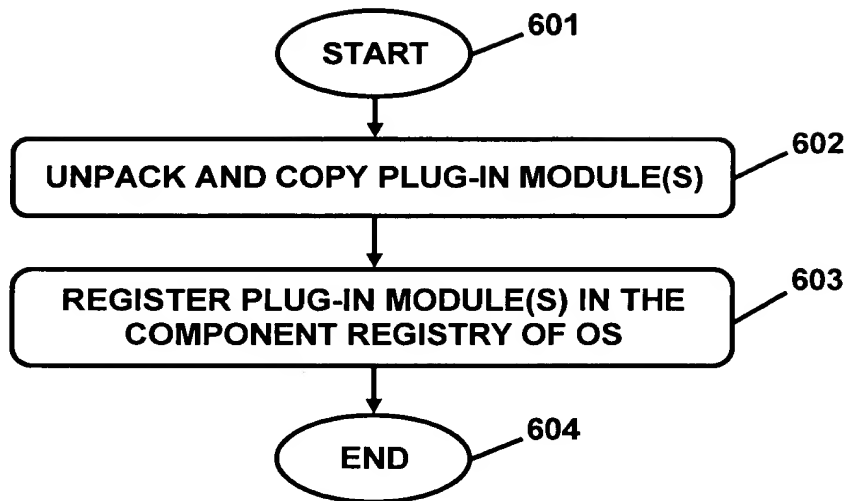 START
601
UNPACK AND COPY PLUG-IN MODULE(S)
602
REGISTER PLUG-IN MODULE(S) IN THE
COMPONENT REGISTRY OF OS
603
END
604